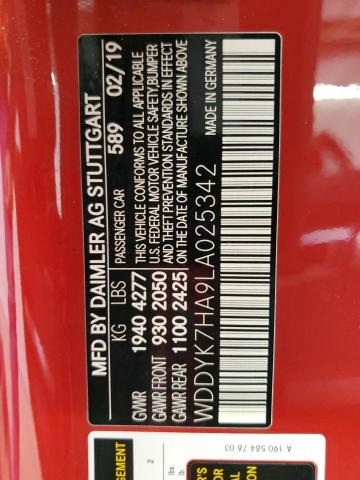 MFD BY DAIMLER AG STUTTGART
KG LBS PASSENGER CAR 589 02/19
GVWR 1940 4277 THIS VEHICLE CONFORMS TO ALL APPLICABLE
GAWR FRONT 930 2050 U.S. FEDERAL MOTOR VEHICLE SAFETY, BUMPER
AND THEFT PREVENTION STANDARDS IN EFFECT
GAWR REAR 1100 2425 ON THE DATE OF MANUFACTURE SHOWN ABOVE
WDDYK7HA9LA025342 MADE IN GERMANY
A 190 584 76 03
2
lbs.